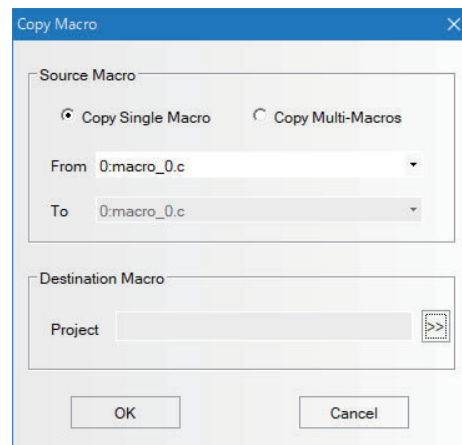 Copy Macro
Source Macro
Copy Single Macro Copy Multi-Macros
From 0:macro_0.c
To 0:macro_0.c
Destination Macro
Project >>
OK Cancel